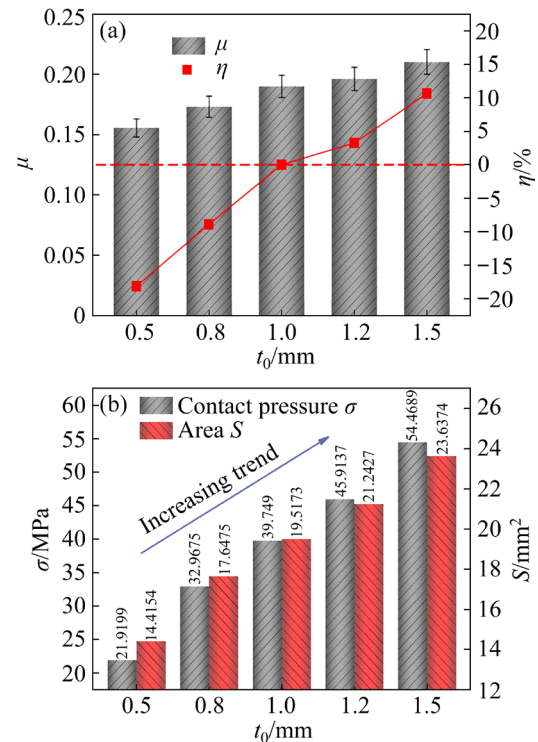 (a)
μ
η
0.25
0.20
0.15
0.10
0.05
0
μ
20
15
10
5
0
−5
−10
−15
−20
η/%
0.5 0.8 1.0 1.2 1.5
t0/mm
(b)
Contact pressure σ
Area S
Increasing trend
60
55
50
45
40
35
30
25
20
σ/MPa
26
24
22
20
18
16
14
12
S/mm2
21.9199
14.4154
32.9675
17.6475
39.749
19.5173
45.9137
21.2427
54.4689
23.6374
0.5 0.8 1.0 1.2 1.5
t0/mm